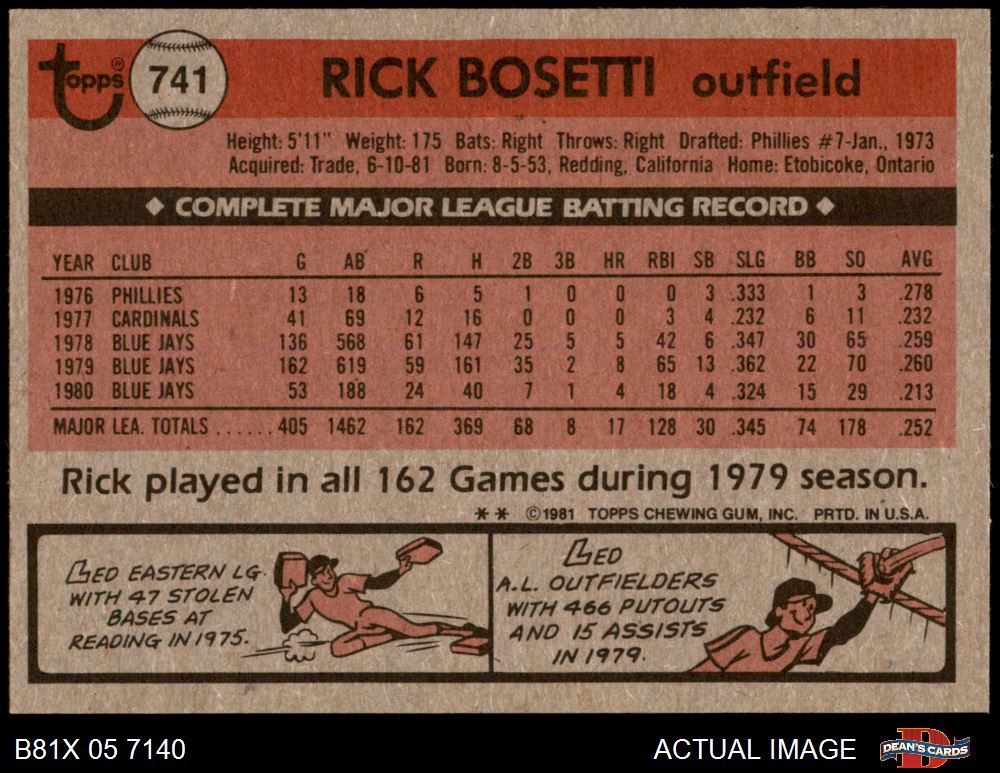 Topps® 741 RICK BOSETTI outfield
Height: 5'11" Weight: 175 Bats: Right Throws: Right Drafted: Phillies #7-Jan., 1973
Acquired: Trade, 6-10-81 Born: 8-5-53, Redding, California Home: Etobicoke, Ontario
◆ COMPLETE MAJOR LEAGUE BATTING RECORD ◆
YEAR CLUB G AB R H 2B 3B HR RBI SB SLG BB SO AVG
1976 PHILLIES 13 18 6 5 1 0 0 0 3 .333 1 3 .278
1977 CARDINALS 41 69 12 16 0 0 0 3 4 .232 6 11 .232
1978 BLUE JAYS 136 568 61 147 25 5 5 42 6 .347 30 65 .259
1979 BLUE JAYS 162 619 59 161 35 2 8 65 13 .362 22 70 .260
1980 BLUE JAYS 53 188 24 40 7 1 4 18 4 .324 15 29 .213
MAJOR LEA. TOTALS ...... 405 1462 162 369 68 8 17 128 30 .345 74 178 .252
Rick played in all 162 Games during 1979 season.
** ©1981 TOPPS CHEWING GUM, INC. PRTD. IN U.S.A.
LED EASTERN LG.
WITH 47 STOLEN
BASES AT
READING IN 1975.
LED
A.L. OUTFIELDERS
WITH 466 PUTOUTS
AND 15 ASSISTS
IN 1979.
B81X 05 7140 ACTUAL IMAGE DEAN'S CARDS